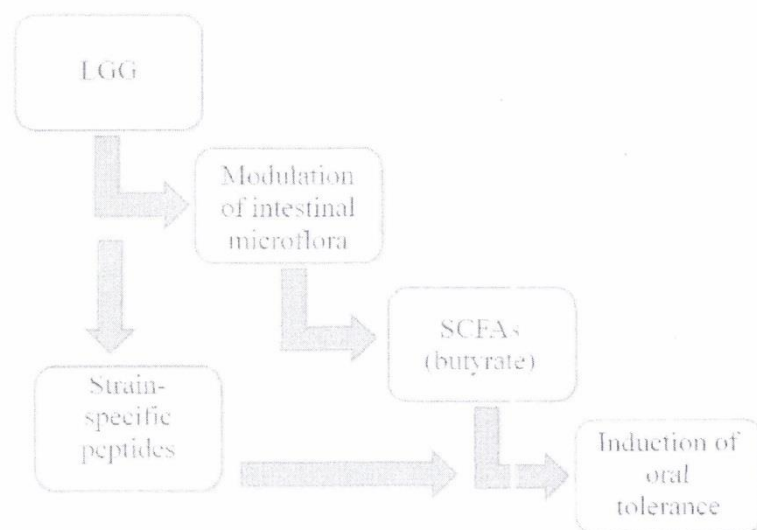 LGG
Modulation
of intestinal
microflora
SCFAs
(butyrate)
Strain-
specific
peptides
Induction of
oral
tolerance